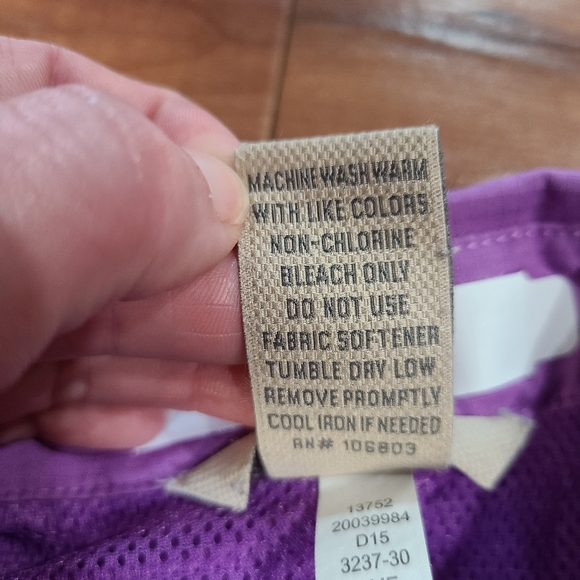 MACHINE WASH WARM
WITH LIKE COLORS
NON-CHLORINE
BLEACH ONLY
DO NOT USE
FABRIC SOFTENER
TUMBLE DRY LOW
REMOVE PROMPTLY
COOL IRON IF NEEDED
RN# 106803
13752
20039984
D15
3237-30